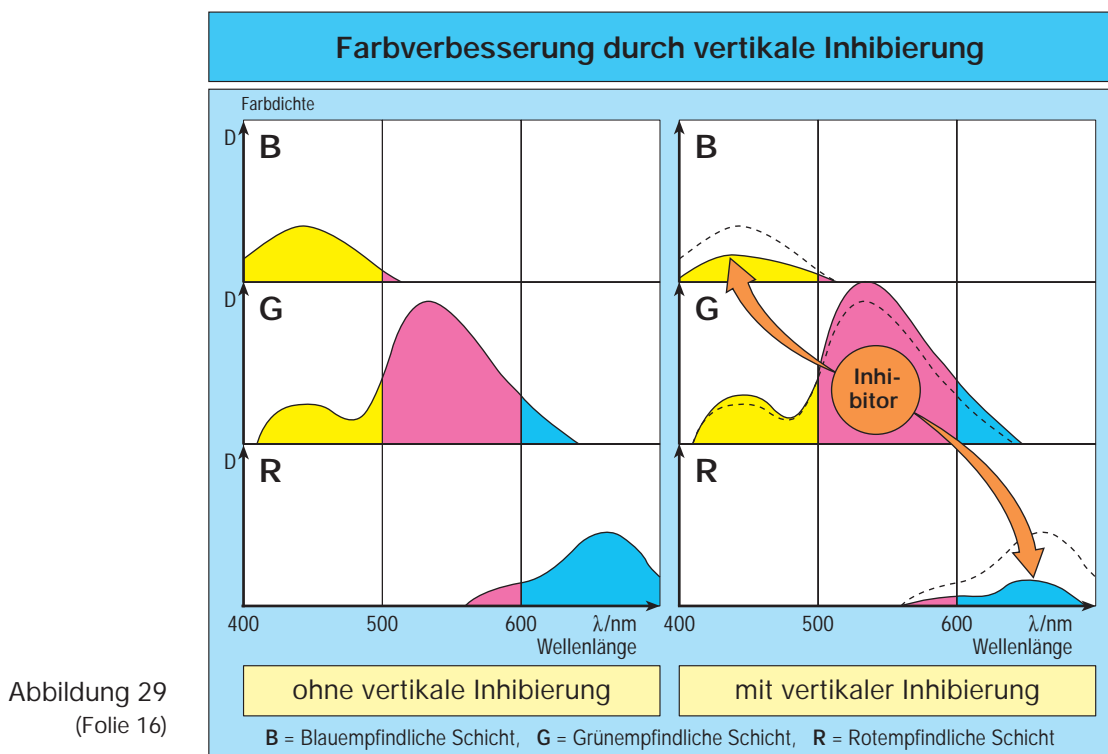 Farbverbesserung durch vertikale Inhibierung
Farbdichte
D
B
B
D
G
G
Inhi-
bitor
D
R
R
400 500 600 λ/nm
Wellenlänge
400 500 600 λ/nm
Wellenlänge
ohne vertikale Inhibierung
mit vertikaler Inhibierung
B = Blauempfindliche Schicht, G = Grünempfindliche Schicht, R = Rotempfindliche Schicht
Abbildung 29
(Folie 16)